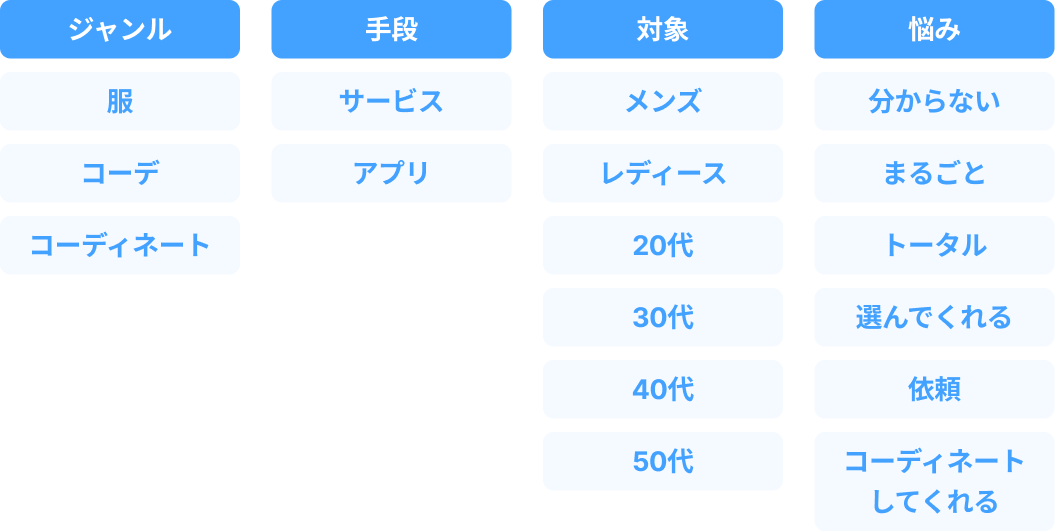 ジャンル
手段
対象
悩み
服
サービス
メンズ
分からない
コーデ
アプリ
レディース
まるごと
コーディネート
20代
トータル
30代
選んでくれる
40代
依頼
50代
コーディネート
してくれる